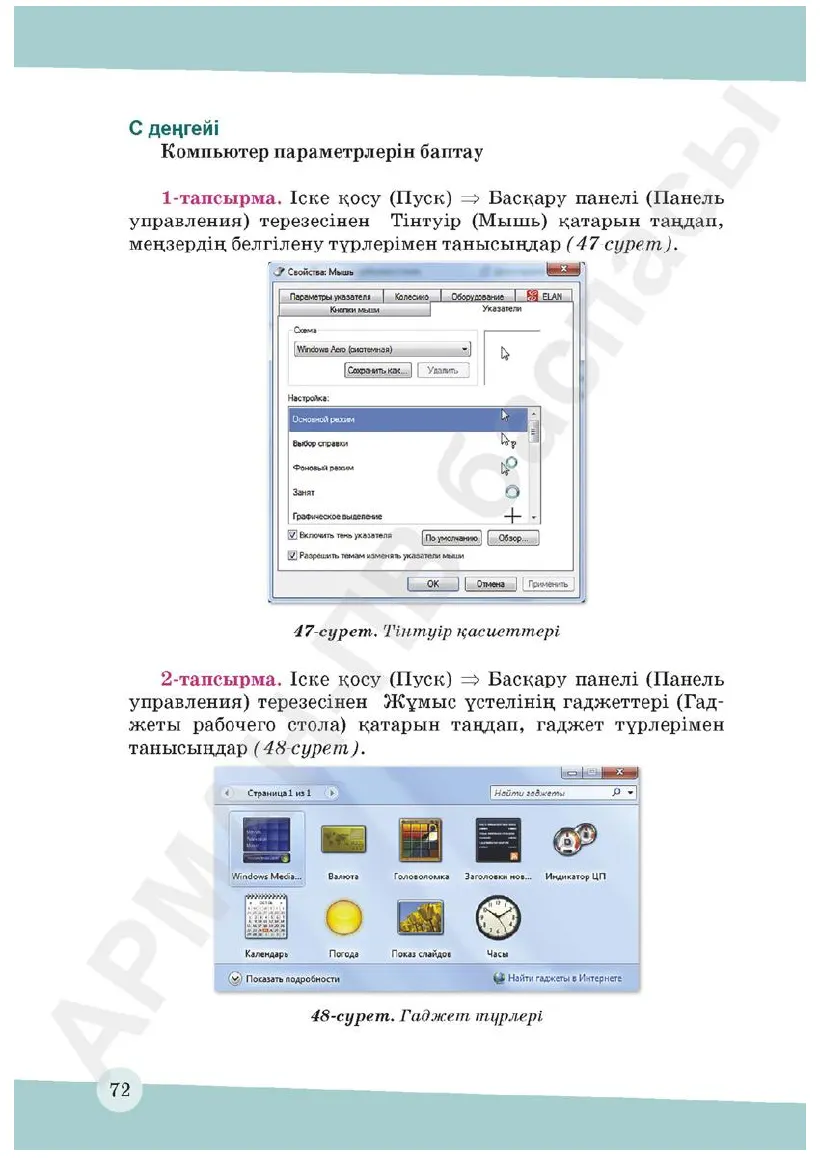 С деңгейі
Компьютер параметрлерін баптау
1-тапсырма. Іске қосу (Пуск) ⇒ Басқару панелі (Панель
управления) терезесінен Тінтуір (Мышь) қатарын таңдап,
меңзердің белгілену түрлерімен танысыңдар (47-сурет).
Свойства: Мышь
Параметры указателя Колесико Оборудование ELAN
Кнопки мыши Указатели
Схема
Windows Aero (системная)
Сохранить как... Удалить
Настройка:
Основной режим
Выбор справки
Фоновый режим
Занят
Графическое выделение
Включить тень указателя По умолчанию Обзор...
Разрешить темам изменять указатели мыши
ОК Отмена Применить
47-сурет. Тінтуір қасиеттері
2-тапсырма. Іске қосу (Пуск) ⇒ Басқару панелі (Панель
управления) терезесінен Жұмыс үстелінің гаджеттері (Гад-
жеты рабочего стола) қатарын таңдап, гаджет түрлерімен
танысыңдар (48-сурет).
Страница 1 из 1 Найти гаджеты
Windows Media... Валюта Головоломка Заголовки нов... Индикатор ЦП
Календарь Погода Показ слайдов Часы
Показать подробности Найти гаджеты в Интернете
48-сурет. Гаджет түрлері
72
АРМАН-ПВ баспасы